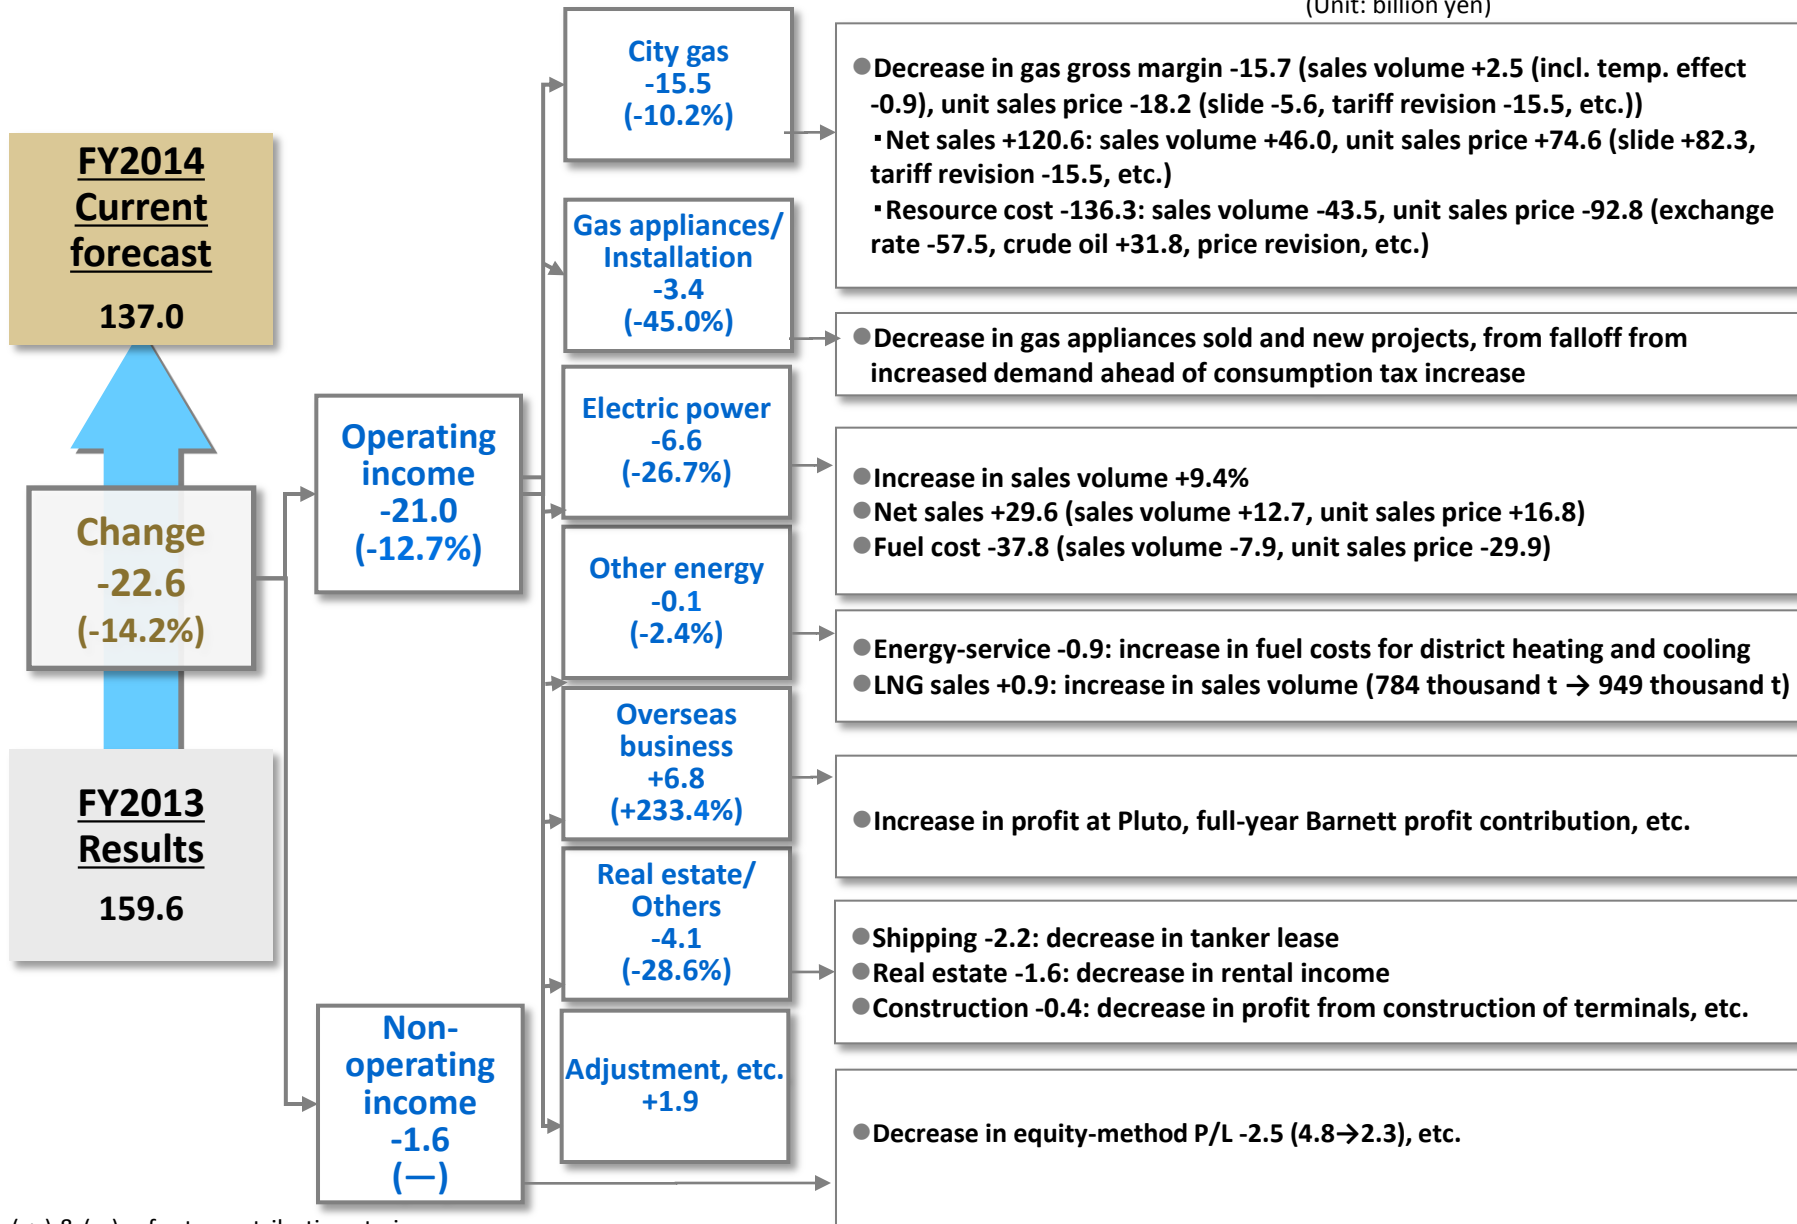 (Unit: billion yen)
FY2014
Current
forecast
137.0
Change
-22.6
(-14.2%)
FY2013
Results
159.6
Operating
income
-21.0
(-12.7%)
Non-
operating
income
-1.6
(—)
City gas
-15.5
(-10.2%)
Gas appliances/
Installation
-3.4
(-45.0%)
Electric power
-6.6
(-26.7%)
Other energy
-0.1
(-2.4%)
Overseas
business
+6.8
(+233.4%)
Real estate/
Others
-4.1
(-28.6%)
Adjustment, etc.
+1.9
●Decrease in gas gross margin -15.7 (sales volume +2.5 (incl. temp. effect
-0.9), unit sales price -18.2 (slide -5.6, tariff revision -15.5, etc.))
・Net sales +120.6: sales volume +46.0, unit sales price +74.6 (slide +82.3,
tariff revision -15.5, etc.)
・Resource cost -136.3: sales volume -43.5, unit sales price -92.8 (exchange
rate -57.5, crude oil +31.8, price revision, etc.)
●Decrease in gas appliances sold and new projects, from falloff from
increased demand ahead of consumption tax increase
●Increase in sales volume +9.4%
●Net sales +29.6 (sales volume +12.7, unit sales price +16.8)
●Fuel cost -37.8 (sales volume -7.9, unit sales price -29.9)
●Energy-service -0.9: increase in fuel costs for district heating and cooling
●LNG sales +0.9: increase in sales volume (784 thousand t → 949 thousand t)
●Increase in profit at Pluto, full-year Barnett profit contribution, etc.
●Shipping -2.2: decrease in tanker lease
●Real estate -1.6: decrease in rental income
●Construction -0.4: decrease in profit from construction of terminals, etc.
●Decrease in equity-method P/L -2.5 (4.8→2.3), etc.